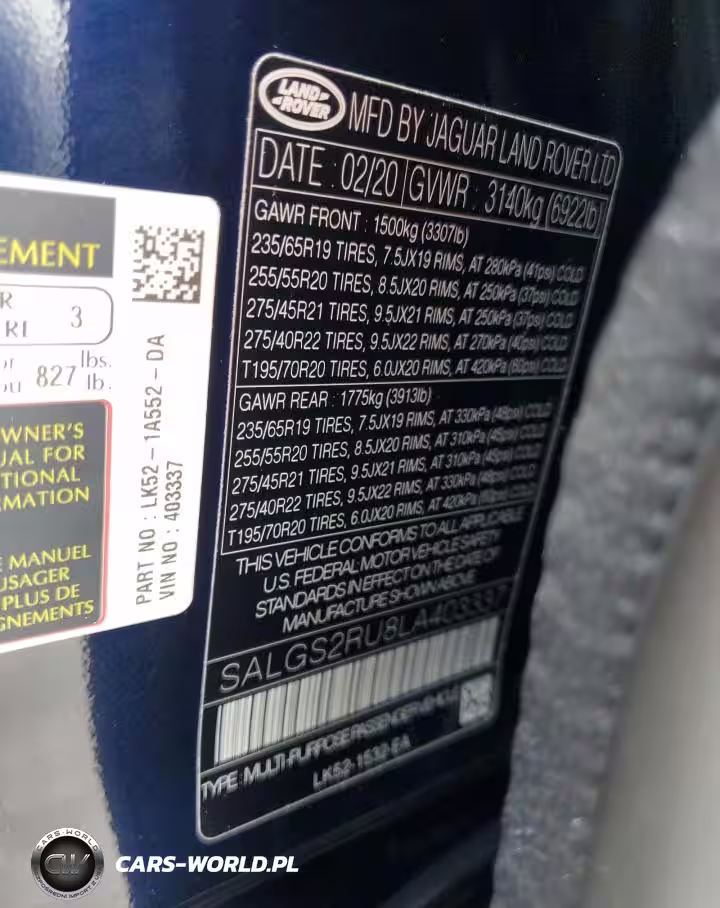 EMENT
R
RI 3
or lbs.
ou 827 lb.
WNER'S
UAL FOR
TIONAL
MATION
E MANUEL
USAGER
PLUS DE
GNEMENTS
PART NO : LK52-1A552-DA
VIN NO : 403337
LAND
ROVER
MFD BY JAGUAR LAND ROVER LTD
DATE : 02/20 GVWR : 3140kg (6922lb)
GAWR FRONT : 1500kg (3307lb)
235/65R19 TIRES, 7.5JX19 RIMS, AT 280kPa (41psi) COLD
255/55R20 TIRES, 8.5JX20 RIMS, AT 250kPa (37psi) COLD
275/45R21 TIRES, 9.5JX21 RIMS, AT 250kPa (37psi) COLD
275/40R22 TIRES, 9.5JX22 RIMS, AT 270kPa (40psi) COLD
T195/70R20 TIRES, 6.0JX20 RIMS, AT 420kPa (60psi) COLD
GAWR REAR : 1775kg (3913lb)
235/65R19 TIRES, 7.5JX19 RIMS, AT 330kPa (48psi) COLD
255/55R20 TIRES, 8.5JX20 RIMS, AT 310kPa (45psi) COLD
275/45R21 TIRES, 9.5JX21 RIMS, AT 310kPa (45psi) COLD
275/40R22 TIRES, 9.5JX22 RIMS, AT 330kPa (48psi) COLD
T195/70R20 TIRES, 6.0JX20 RIMS, AT 420kPa (60psi) COLD
THIS VEHICLE CONFORMS TO ALL APPLICABLE
U.S. FEDERAL MOTOR VEHICLE SAFETY
STANDARDS IN EFFECT ON THE DATE OF
MANUFACTURE SHOWN ABOVE
SALGS2RU8LA403337
TYPE: MULTI-PURPOSE PASSENGER VEHICLE
LK52-1532-EA
CARS-WORLD
CW
CARS-WORLD.PL